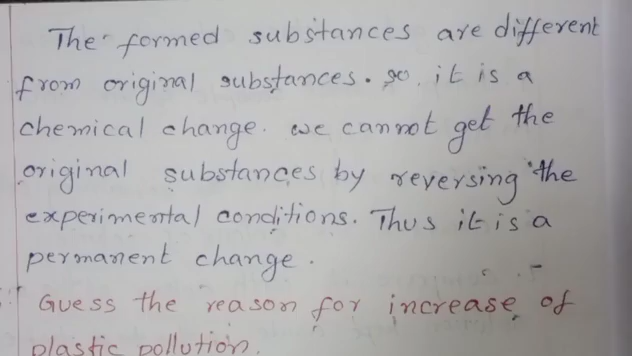 The formed substances are different
from original substances. so, it is a
chemical change. we cannot get the
original substances by reversing the
experimental conditions. Thus it is a
permanent change.
Guess the reason for increase of
plastic pollution.